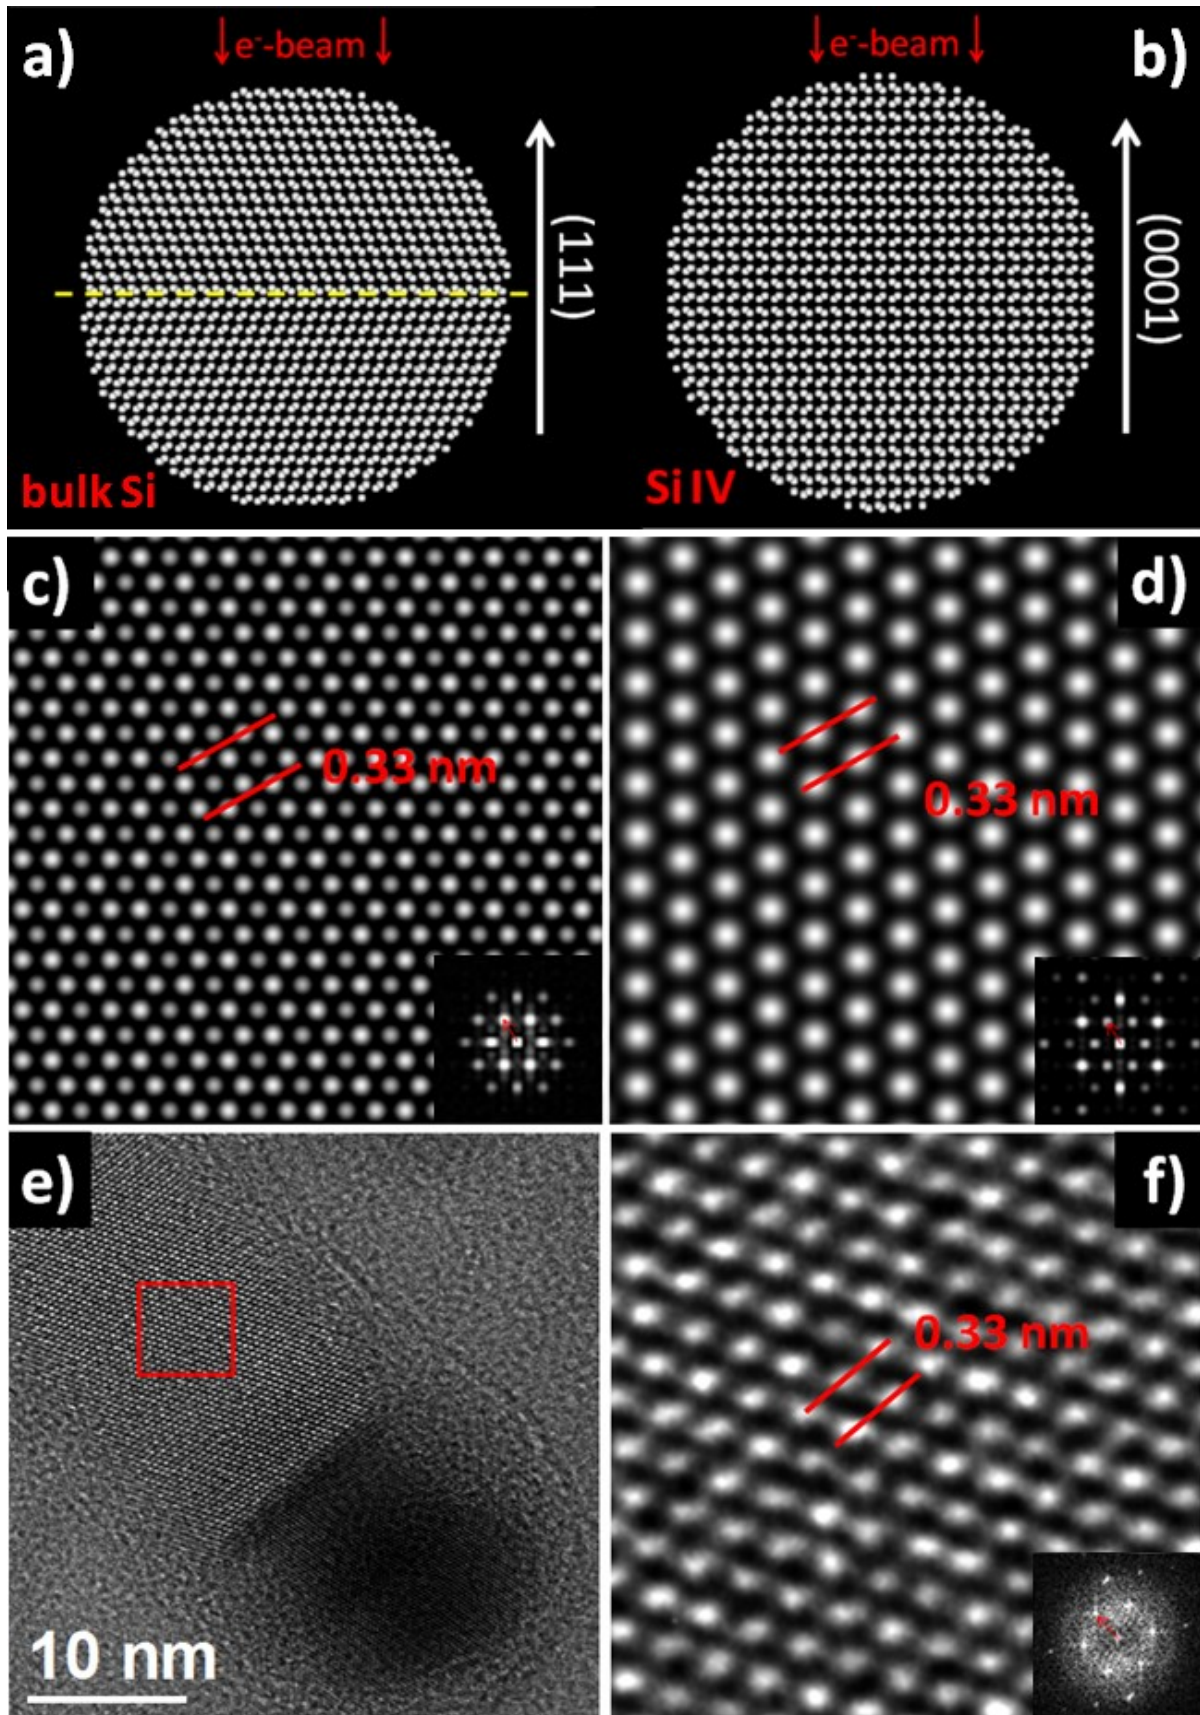 a)
e⁻-beam
(111)
bulk Si
b)
e⁻-beam
(0001)
Si IV
c)
0.33 nm
d)
0.33 nm
e)
10 nm
f)
0.33 nm